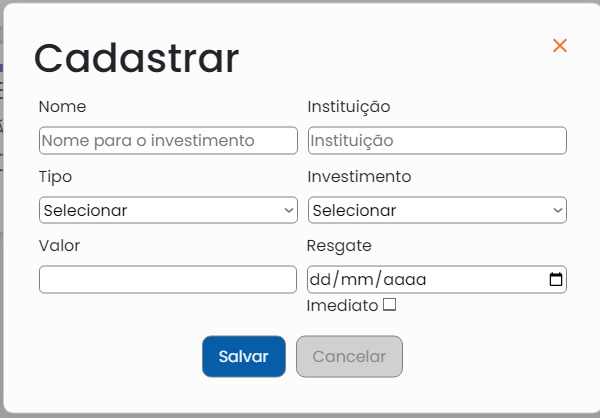 Cadastrar
Nome Instituição
Nome para o investimento Instituição
Tipo Investimento
Selecionar Selecionar
Valor Resgate
dd/mm/aaaa
Imediato
Salvar Cancelar